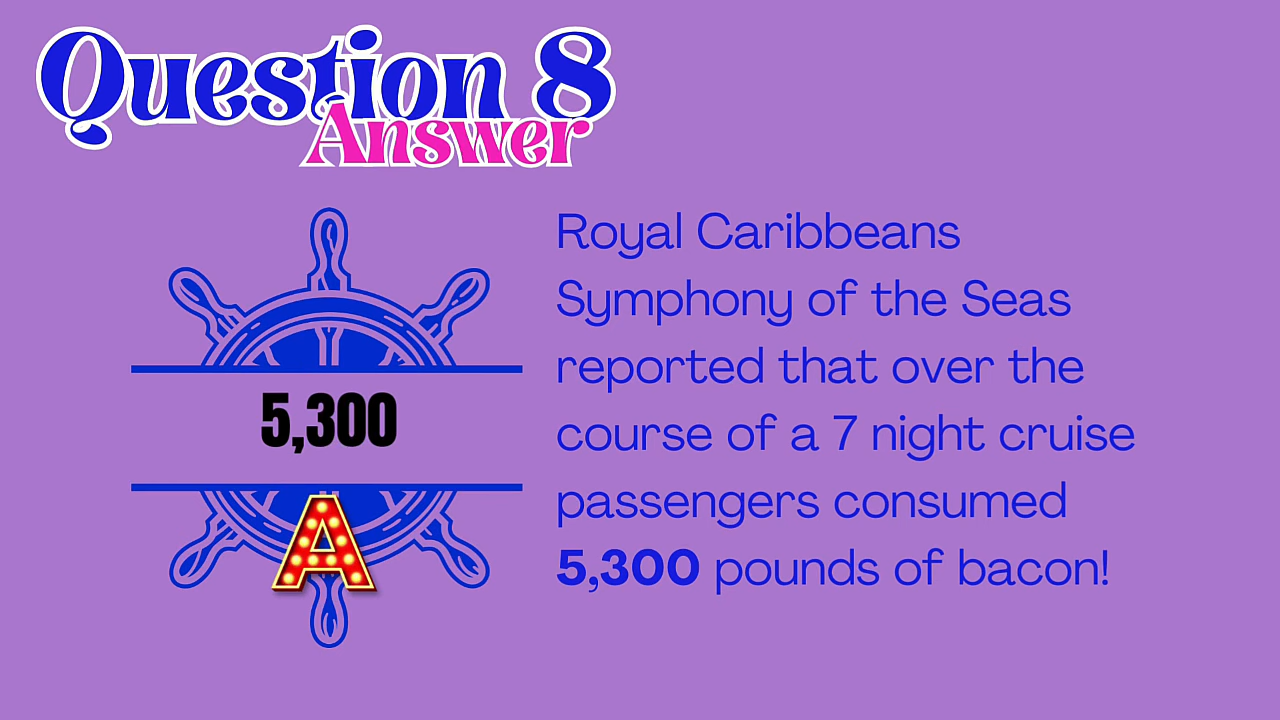 Question 8
Answer
5,300
A
Royal Caribbeans
Symphony of the Seas
reported that over the
course of a 7 night cruise
passengers consumed
5,300 pounds of bacon!